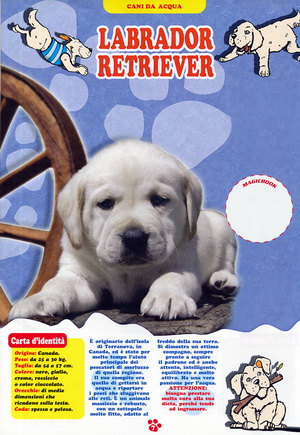 CANI DA ACQUA
LABRADOR
RETRIEVER
MAGICBOOK
Carta d'identità
Origine: Canada.
Peso: da 25 a 30 kg.
Taglia: da 54 a 57 cm.
Colore: nero, giallo,
crema, rossiccio
o color cioccolato.
Orecchie: di medie
dimensioni che
ricadono sulla testa.
Coda: spessa e pelosa.
È originario dell'isola
di Terranova, in
Canada, ed è stato per
molto tempo l'aiuto
principale dei
pescatori di merluzzo
di quella regione.
Il suo compito era
quello di gettarsi in
acqua e riportare
i pesci che sfuggivano
alle reti. È un animale
massiccio e robusto,
con un sottopelo
molto fitto, adatto al
freddo della sua terra.
Si dimostra un ottimo
compagno, sempre
pronto a seguire
il padrone ed è anche
attento, intelligente,
equilibrato e molto
attivo. Ha una vera
passione per l'acqua.
ATTENZIONE:
bisogna prestare
molta cura alla sua
dieta, perché tende
ad ingrassare.